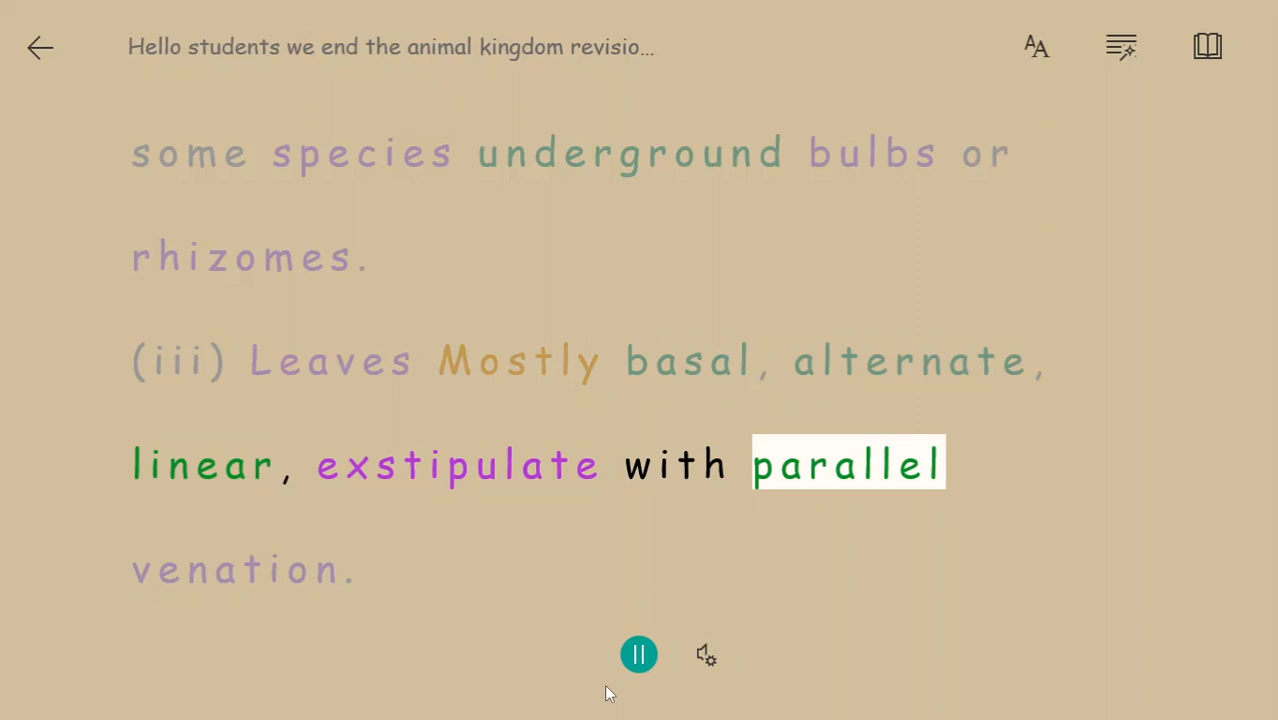 Hello students we end the animal kingdom revisio...
some species underground bulbs or
rhizomes.
(iii) Leaves Mostly basal, alternate,
linear, exstipulate with parallel
venation.